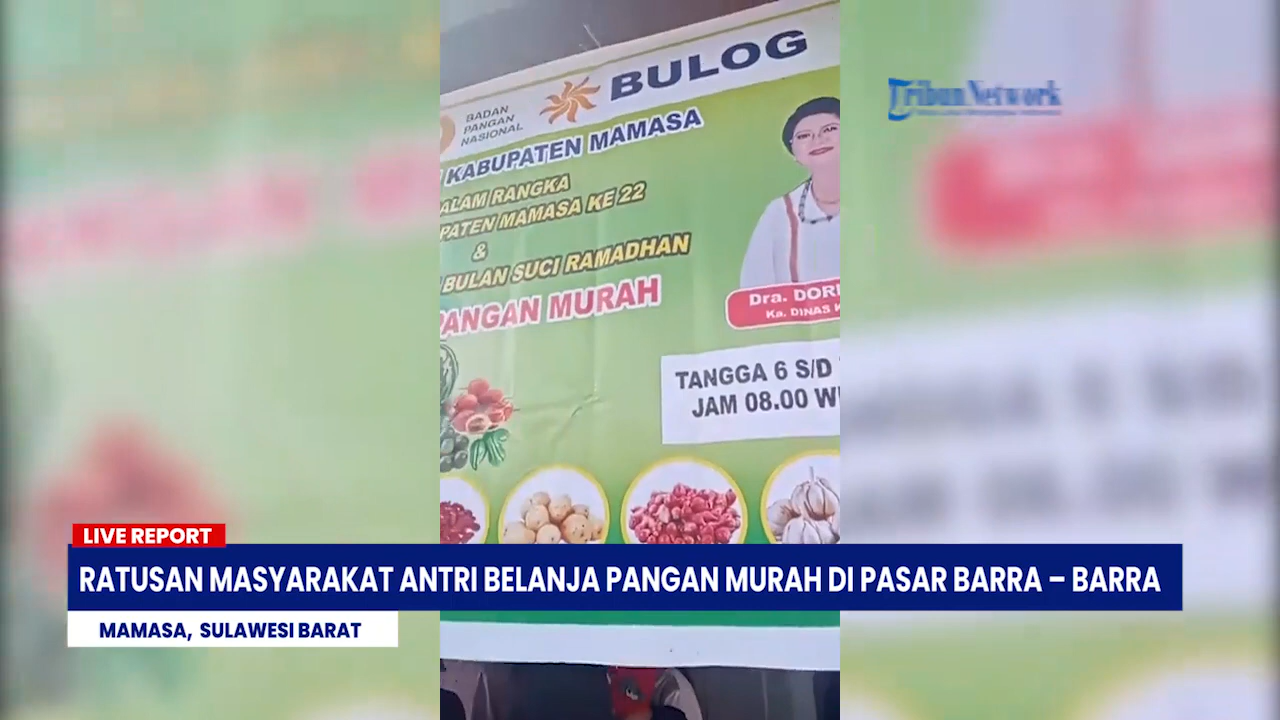 BULOG
BADAN
PANGAN
NASIONAL
KABUPATEN MAMASA
ALAM RANGKA
PATEN MAMASA KE 22
&
BULAN SUCI RAMADHAN
PANGAN MURAH
Dra. DORI
Ka. DINAS K
TANGGA 6 S/D
JAM 08.00 WI
Tribun Network
LIVE REPORT
RATUSAN MASYARAKAT ANTRI BELANJA PANGAN MURAH DI PASAR BARRA – BARRA
MAMASA, SULAWESI BARAT